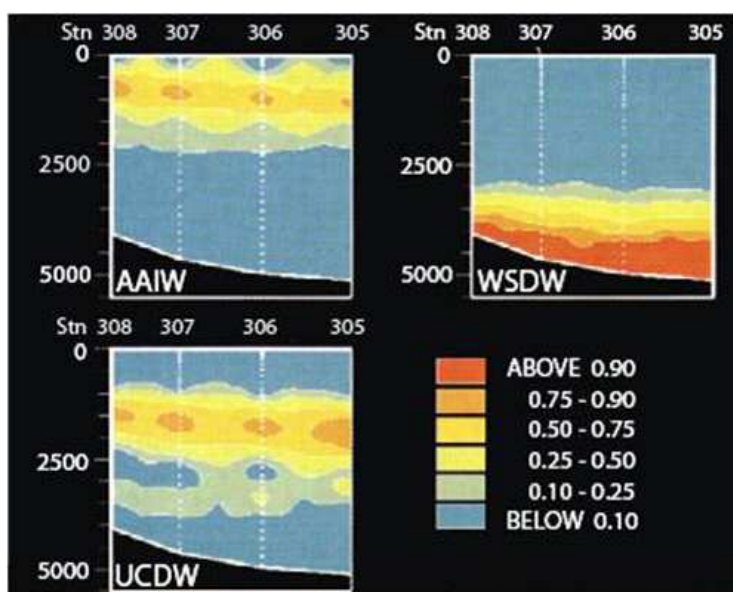 Stn 308 307 306 305
0
2500
5000
AAIW
Stn 308 307 306 305
0
2500
5000
WSDW
Stn 308 307 306 305
0
2500
5000
UCDW
ABOVE 0.90
0.75 - 0.90
0.50 - 0.75
0.25 - 0.50
0.10 - 0.25
BELOW 0.10